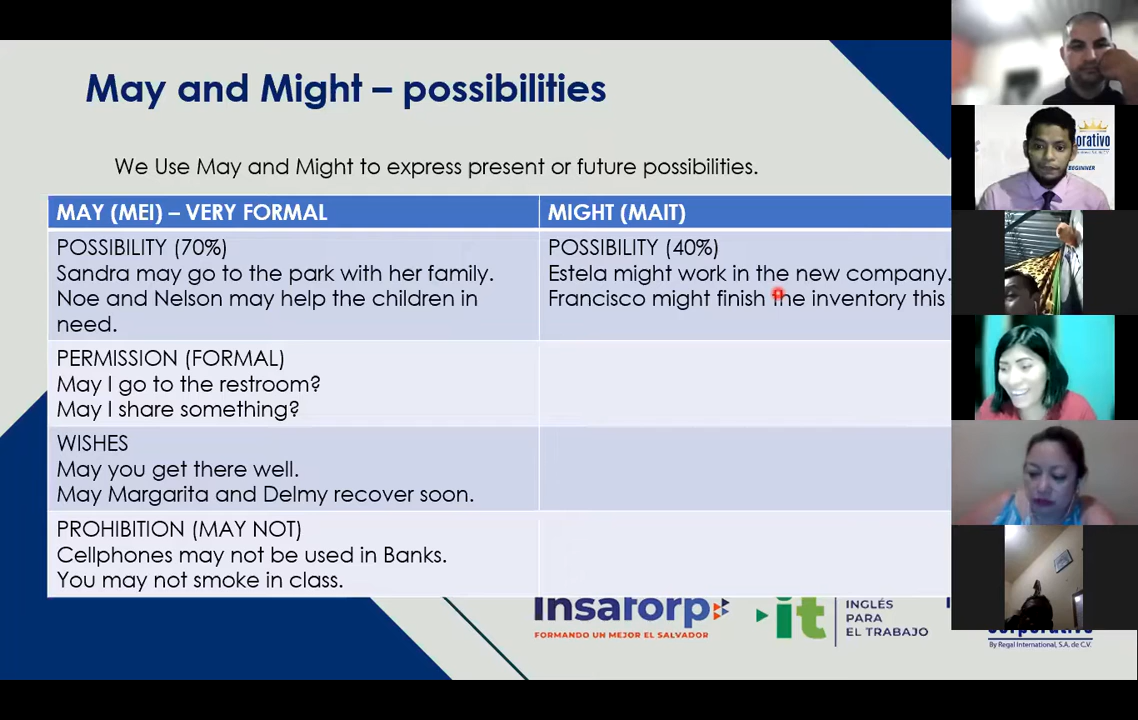 May and Might – possibilities
We Use May and Might to express present or future possibilities.
MAY (MEI) – VERY FORMAL
POSSIBILITY (70%)
Sandra may go to the park with her family.
Noe and Nelson may help the children in
need.
PERMISSION (FORMAL)
May I go to the restroom?
May I share something?
WISHES
May you get there well.
May Margarita and Delmy recover soon.
PROHIBITION (MAY NOT)
Cellphones may not be used in Banks.
You may not smoke in class.
MIGHT (MAIT)
POSSIBILITY (40%)
Estela might work in the new company.
Francisco might finish the inventory this
Insaforp
FORMANDO UN MEJOR EL SALVADOR
it
INGLÉS
PARA
EL TRABAJO
By Regal International, S.A. de C.V.
orativo
BEGINNER